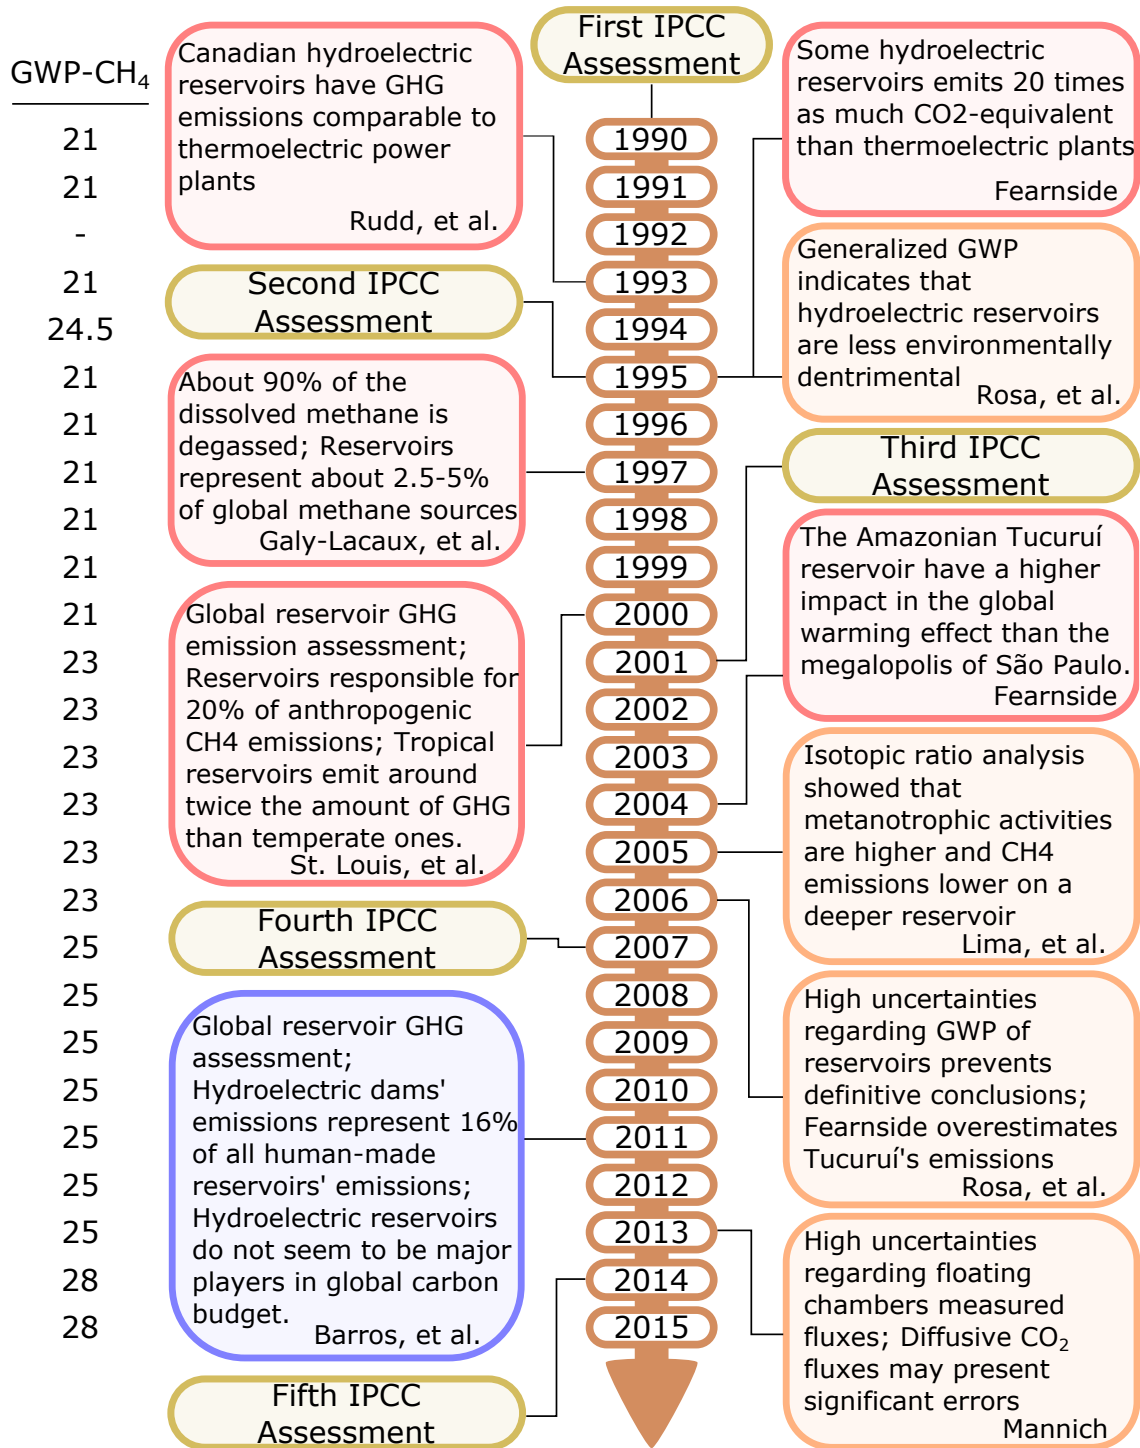 First IPCC
Assessment
GWP-CH₄
21
21
-
21
24.5
21
21
21
21
21
21
23
23
23
23
23
23
25
25
25
25
25
25
25
28
28
Canadian hydroelectric
reservoirs have GHG
emissions comparable to
thermoelectric power
plants
Rudd, et al.
Second IPCC
Assessment
About 90% of the
dissolved methane is
degassed; Reservoirs
represent about 2.5-5%
of global methane sources
Galy-Lacaux, et al.
Global reservoir GHG
emission assessment;
Reservoirs responsible for
20% of anthropogenic
CH4 emissions; Tropical
reservoirs emit around
twice the amount of GHG
than temperate ones.
St. Louis, et al.
Fourth IPCC
Assessment
Global reservoir GHG
assessment;
Hydroelectric dams'
emissions represent 16%
of all human-made
reservoirs' emissions;
Hydroelectric reservoirs
do not seem to be major
players in global carbon
budget.
Barros, et al.
Fifth IPCC
Assessment
1990
1991
1992
1993
1994
1995
1996
1997
1998
1999
2000
2001
2002
2003
2004
2005
2006
2007
2008
2009
2010
2011
2012
2013
2014
2015
Some hydroelectric
reservoirs emits 20 times
as much CO2-equivalent
than thermoelectric plants
Fearnside
Generalized GWP
indicates that
hydroelectric reservoirs
are less environmentally
dentrimental
Rosa, et al.
Third IPCC
Assessment
The Amazonian Tucuruí
reservoir have a higher
impact in the global
warming effect than the
megalopolis of São Paulo.
Fearnside
Isotopic ratio analysis
showed that
metanotrophic activities
are higher and CH4
emissions lower on a
deeper reservoir
Lima, et al.
High uncertainties
regarding GWP of
reservoirs prevents
definitive conclusions;
Fearnside overestimates
Tucuruí's emissions
Rosa, et al.
High uncertainties
regarding floating
chambers measured
fluxes; Diffusive CO₂
fluxes may present
significant errors
Mannich